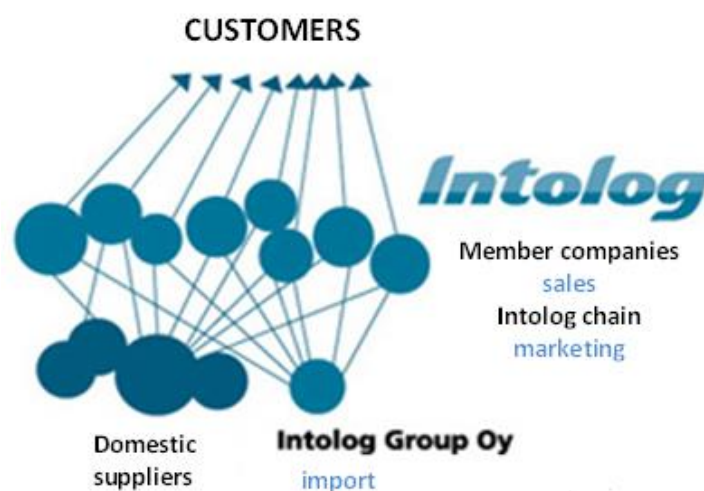 CUSTOMERS
Intolog
Member companies
sales
Intolog chain
marketing
Domestic
suppliers
Intolog Group Oy
import